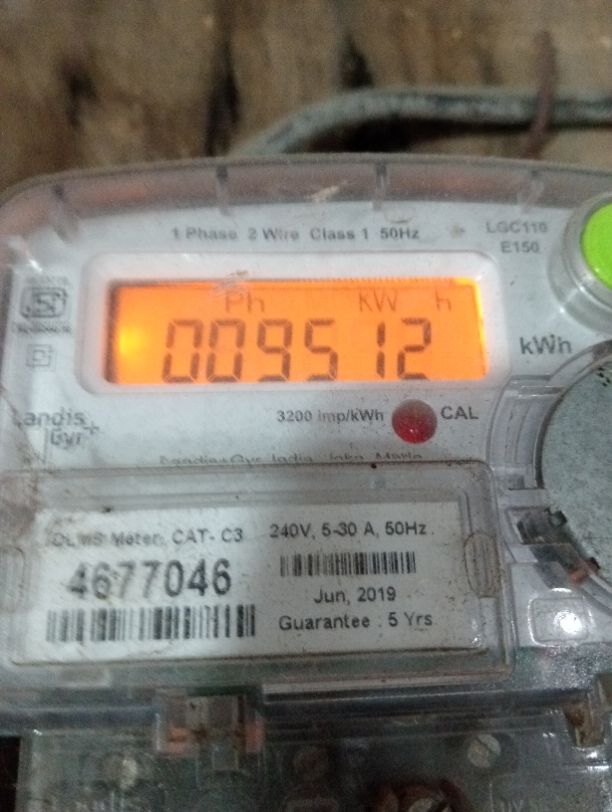 1 Phase 2 Wire Class 1 50Hz
LGC110
E150
Ph KW h
009512
kWh
Landis
Gyr+
3200 imp/kWh
CAL
DLMS Meter, CAT- C3
240V, 5-30 A, 50Hz
4677046
Jun, 2019
Guarantee : 5 Yrs